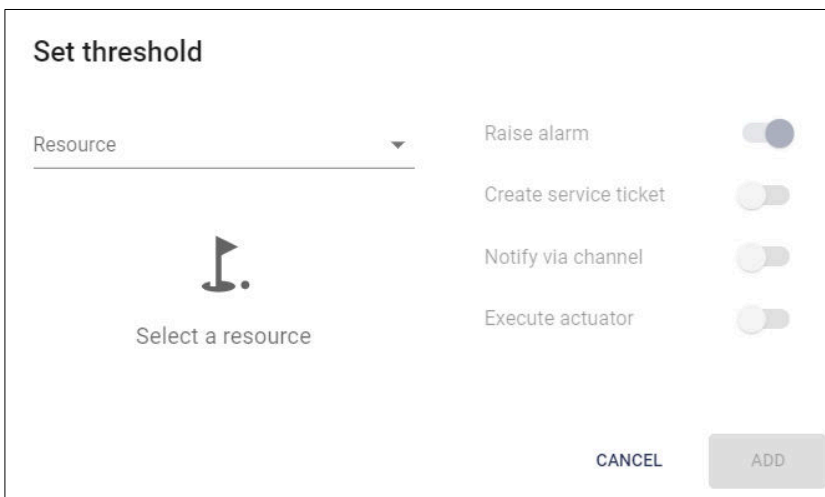 Set threshold
Resource
Select a resource
Raise alarm
Create service ticket
Notify via channel
Execute actuator
CANCEL
ADD